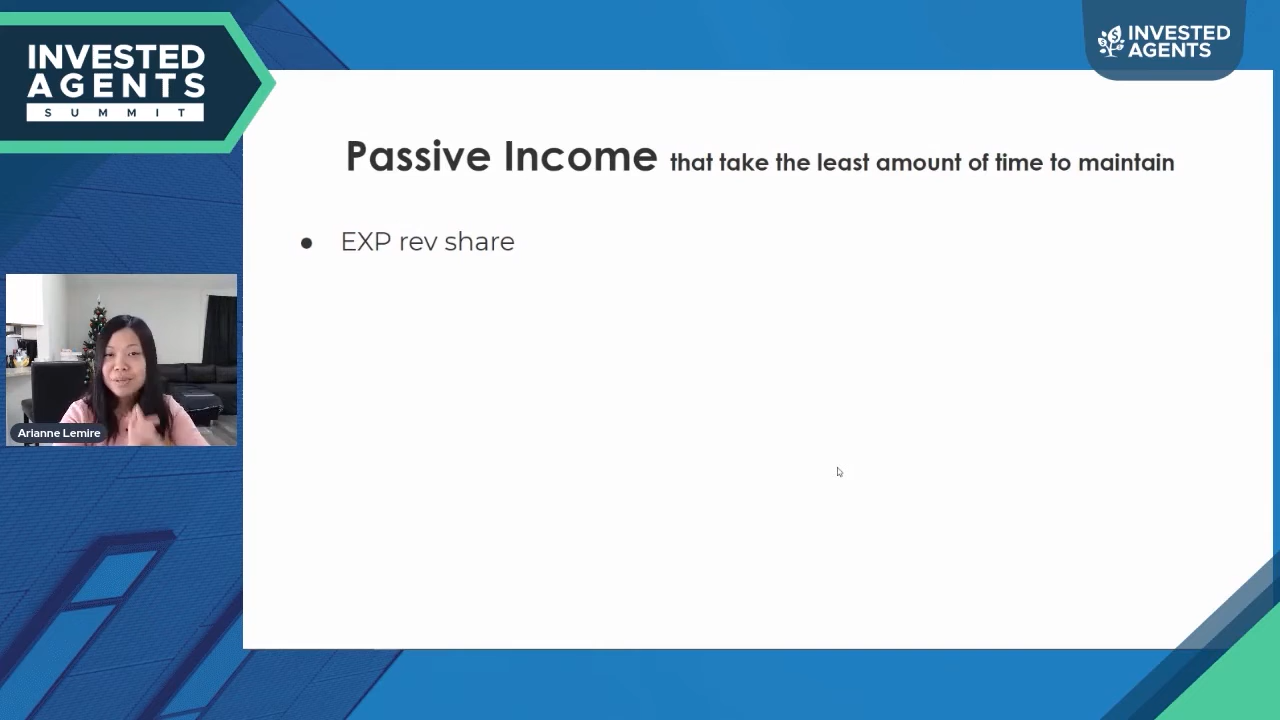 INVESTED
AGENTS
SUMMIT
INVESTED
AGENTS
Passive Income that take the least amount of time to maintain
● EXP rev share
Arianne Lemire